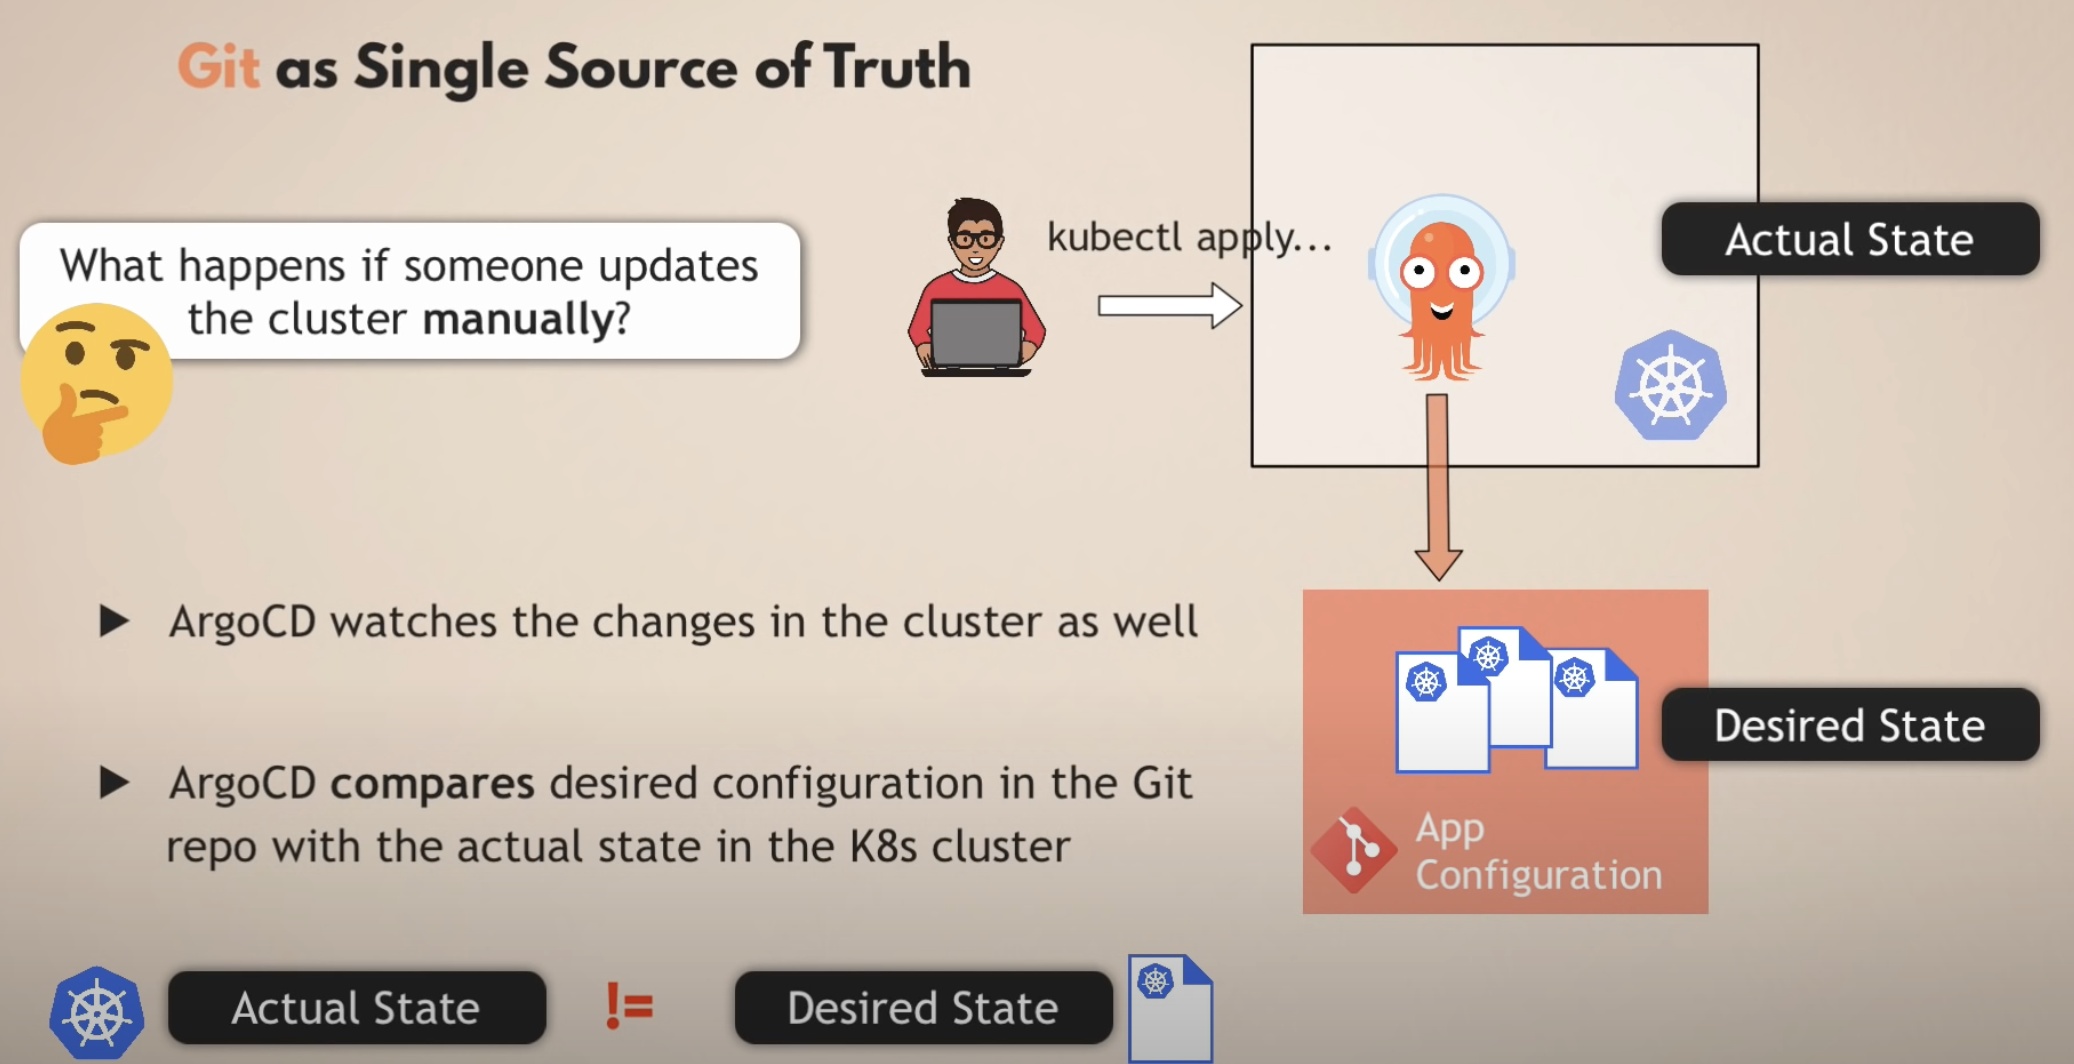 Git as Single Source of Truth
What happens if someone updates
the cluster manually?
kubectl apply...
Actual State
ArgoCD watches the changes in the cluster as well
ArgoCD compares desired configuration in the Git
repo with the actual state in the K8s cluster
Desired State
App
Configuration
Actual State
!=
Desired State